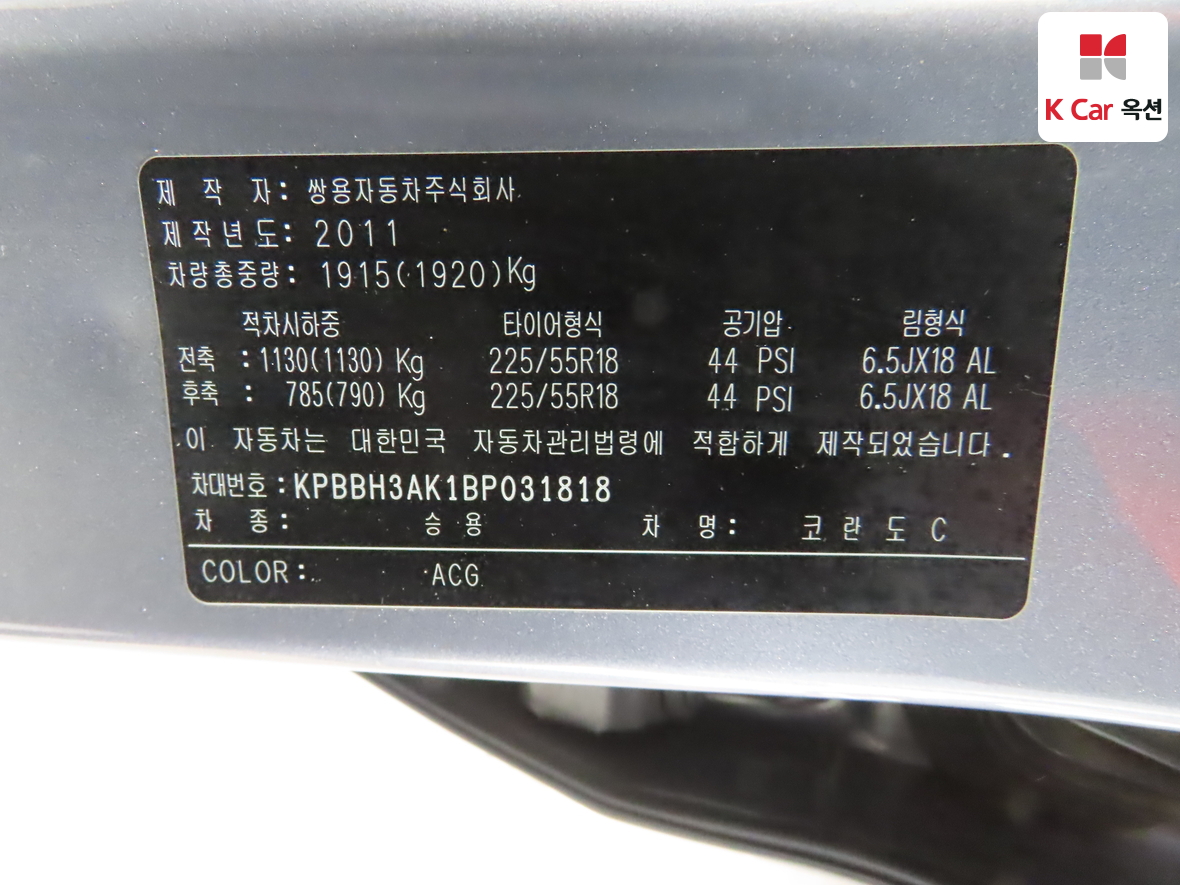 K Car 옥션
제 작 자 : 쌍용자동차주식회사
제작년도 : 2011
차량총중량 : 1915(1920)Kg
적차시하중 타이어형식 공기압 림형식
전축 : 1130(1130) Kg 225/55R18 44 PSI 6.5JX18 AL
후축 : 785(790) Kg 225/55R18 44 PSI 6.5JX18 AL
이 자동차는 대한민국 자동차관리법령에 적합하게 제작되었습니다.
차대번호 : KPBBH3AK1BP031818
차 종 : 승 용 차 명 : 코 란 도 C
COLOR : ACG